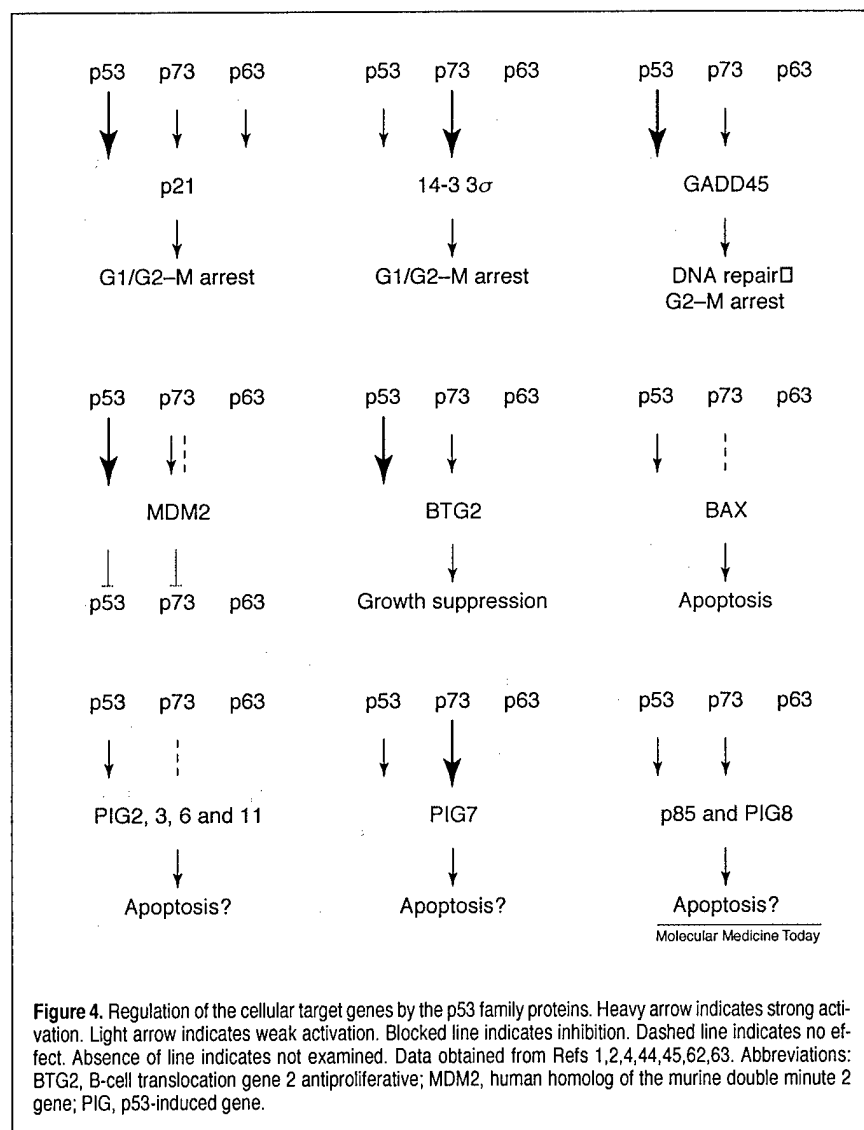 p53 p73 p63 p53 p73 p63 p53 p73 p63
p21 14-3 3σ GADD45
G1/G2–M arrest G1/G2–M arrest DNA repair□
G2–M arrest
p53 p73 p63 p53 p73 p63 p53 p73 p63
MDM2 BTG2 BAX
p53 p73 p63 Growth suppression Apoptosis
p53 p73 p63 p53 p73 p63 p53 p73 p63
PIG2, 3, 6 and 11 PIG7 p85 and PIG8
Apoptosis? Apoptosis? Apoptosis?
Molecular Medicine Today
Figure 4. Regulation of the cellular target genes by the p53 family proteins. Heavy arrow indicates strong acti-
vation. Light arrow indicates weak activation. Blocked line indicates inhibition. Dashed line indicates no ef-
fect. Absence of line indicates not examined. Data obtained from Refs 1,2,4,44,45,62,63. Abbreviations:
BTG2, B-cell translocation gene 2 antiproliferative; MDM2, human homolog of the murine double minute 2
gene; PIG, p53-induced gene.